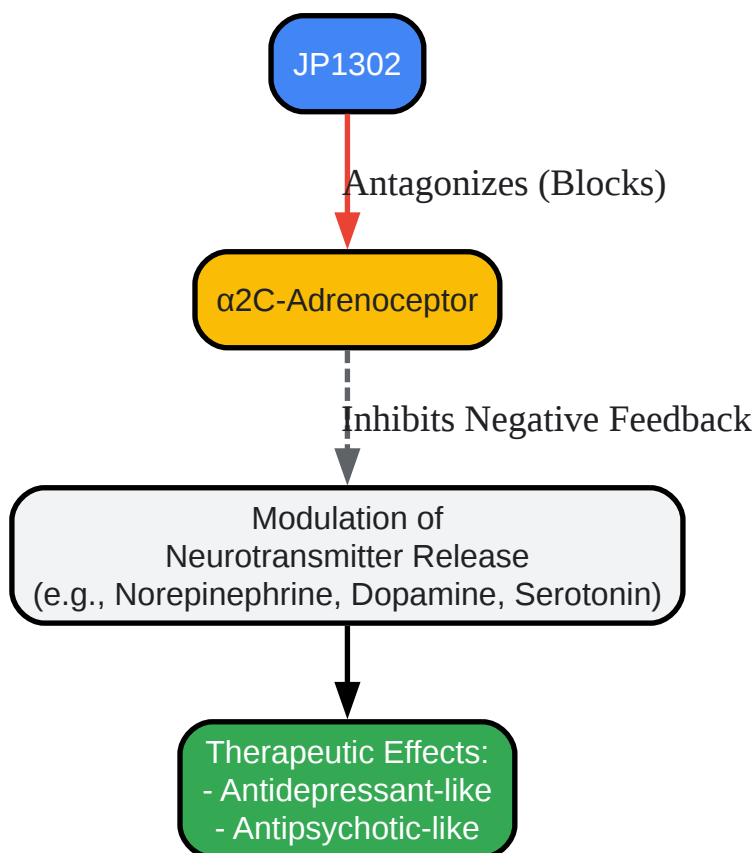 JP1302
Antagonizes (Blocks)
α2C-Adrenoceptor
Inhibits Negative Feedback
Modulation of
Neurotransmitter Release
(e.g., Norepinephrine, Dopamine, Serotonin)
Therapeutic Effects:
- Antidepressant-like
- Antipsychotic-like